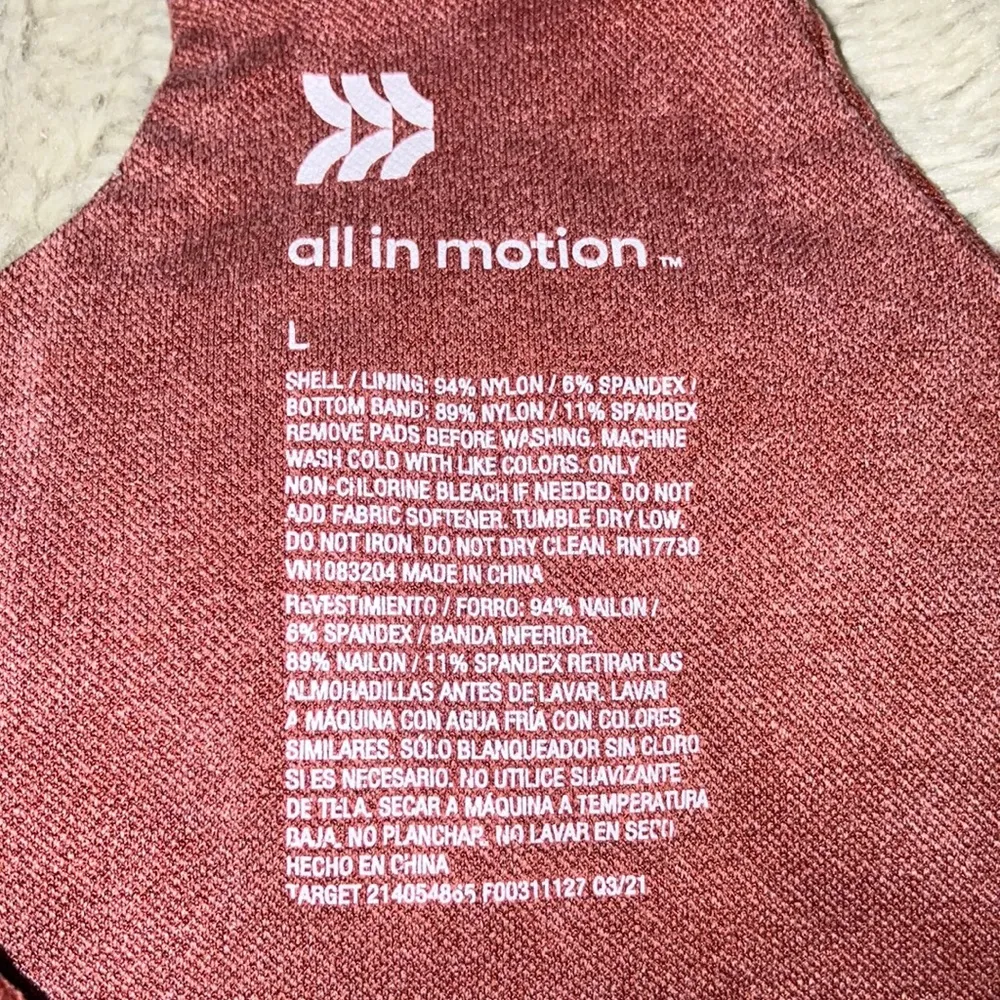 all in motion ™
L
SHELL / LINING: 94% NYLON / 6% SPANDEX /
BOTTOM BAND: 89% NYLON / 11% SPANDEX
REMOVE PADS BEFORE WASHING. MACHINE
WASH COLD WITH LIKE COLORS. ONLY
NON-CHLORINE BLEACH IF NEEDED. DO NOT
ADD FABRIC SOFTENER. TUMBLE DRY LOW.
DO NOT IRON. DO NOT DRY CLEAN. RN17730
VN1083204 MADE IN CHINA
REVESTIMIENTO / FORRO: 94% NAILON /
6% SPANDEX / BANDA INFERIOR:
89% NAILON / 11% SPANDEX RETIRAR LAS
ALMOHADILLAS ANTES DE LAVAR. LAVAR
A MÁQUINA CON AGUA FRÍA CON COLORES
SIMILARES. SÓLO BLANQUEADOR SIN CLORO
SI ES NECESARIO. NO UTILICE SUAVIZANTE
DE TELA. SECAR A MÁQUINA A TEMPERATURA
BAJA. NO PLANCHAR. NO LAVAR EN SECO
HECHO EN CHINA
TARGET 214054865 F00311127 Q3/21